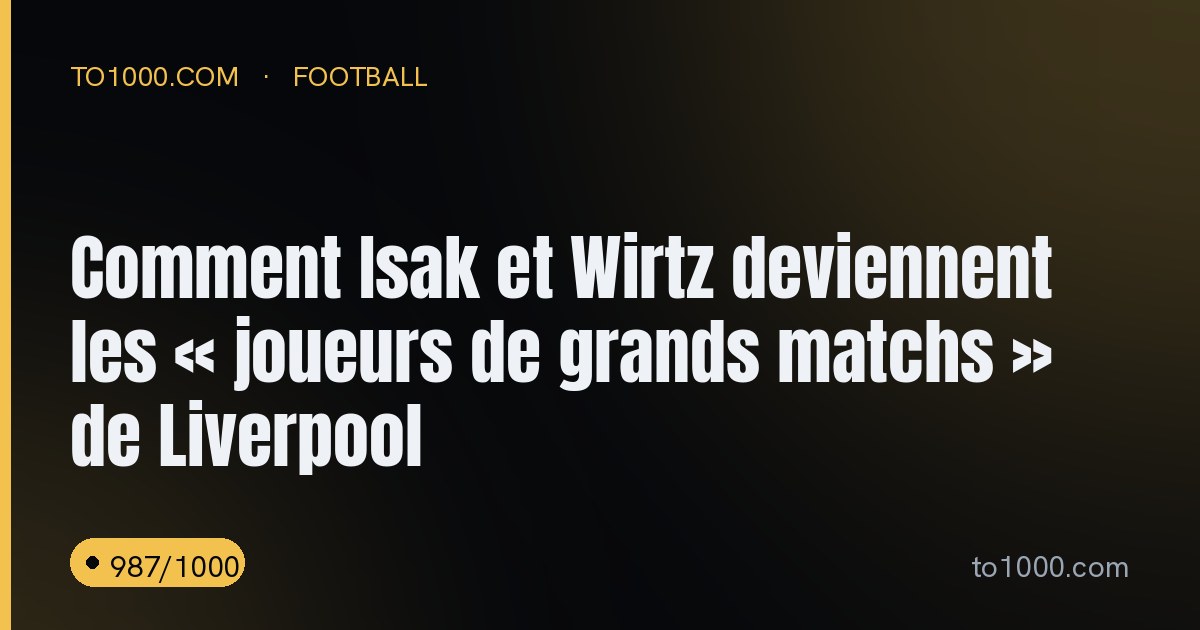 TO1000.COM · FOOTBALL
Comment Isak et Wirtz deviennent
les « joueurs de grands matchs »
de Liverpool
987/1000
to1000.com